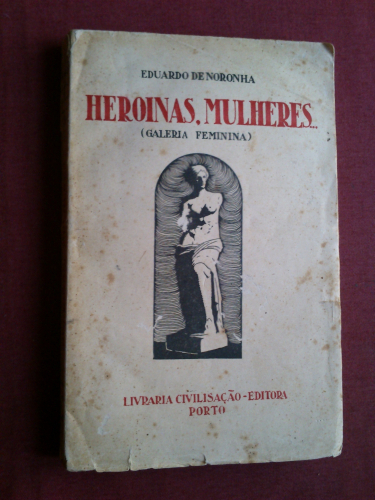 EDUARDO DE NORONHA
HEROINAS, MULHERES...
(GALERIA FEMININA)
LIVRARIA CIVILISAÇÃO-EDITORA
PORTO